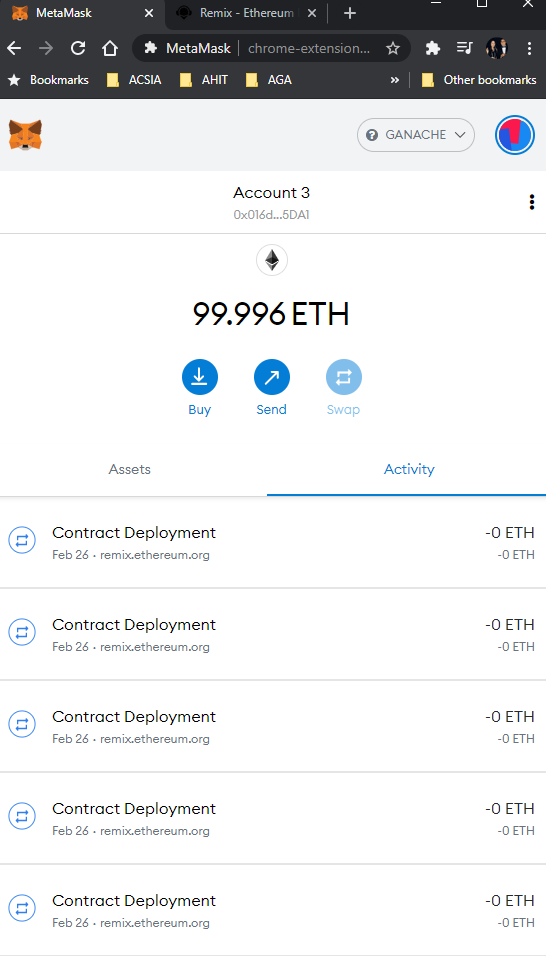 MetaMask
Remix - Ethereum
MetaMask
chrome-extension...
Bookmarks
ACSIA
AHIT
AGA
»
Other bookmarks
GANACHE
Account 3
0x016d...5DA1
99.996 ETH
Buy
Send
Swap
Assets
Activity
Contract Deployment
-0 ETH
Feb 26 · remix.ethereum.org
-0 ETH
Contract Deployment
-0 ETH
Feb 26 · remix.ethereum.org
-0 ETH
Contract Deployment
-0 ETH
Feb 26 · remix.ethereum.org
-0 ETH
Contract Deployment
-0 ETH
Feb 26 · remix.ethereum.org
-0 ETH
Contract Deployment
-0 ETH
Feb 26 · remix.ethereum.org
-0 ETH